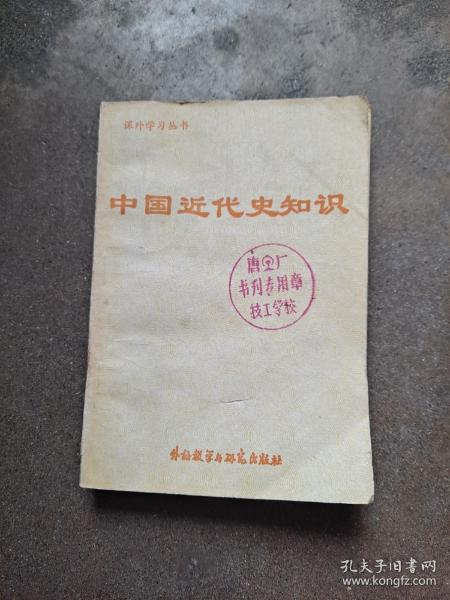 课外学习丛书
中国近代史知识
唐 厂
书刊专用章
技工学校
外语教学与研究出版社
孔夫子旧书网
www.kongfz.com